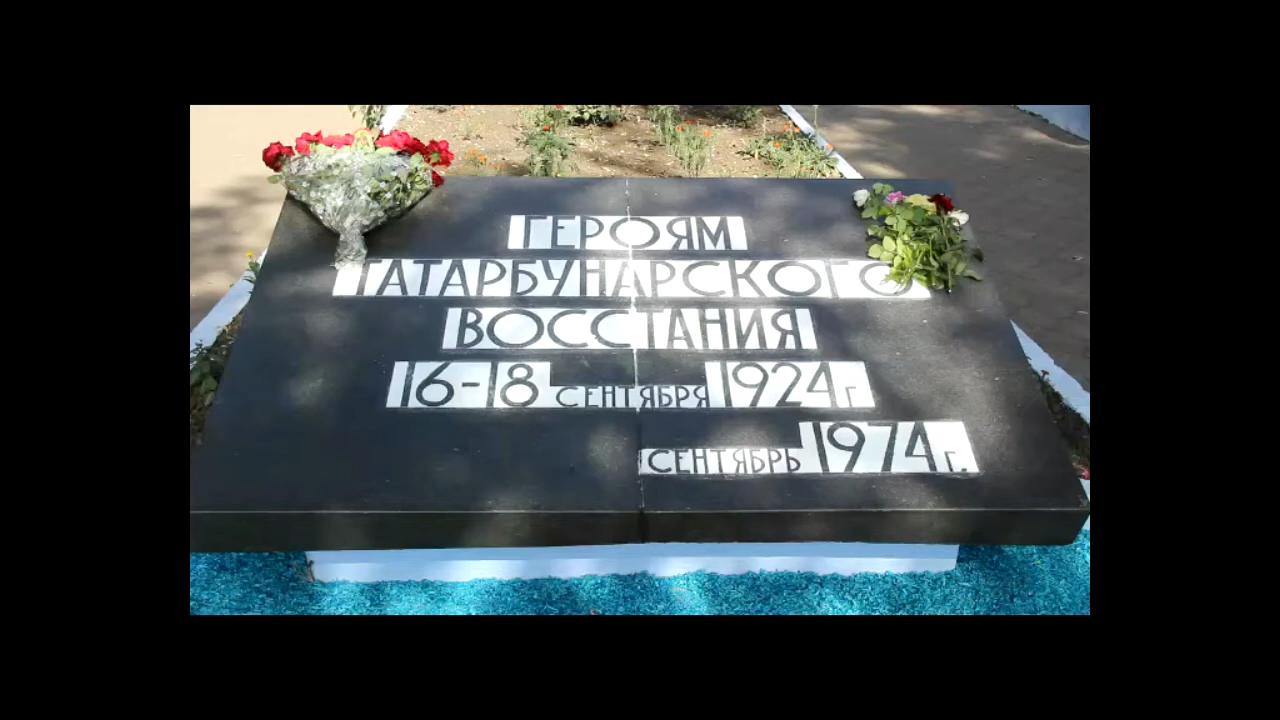 ГЕРОЯМ
ТАТАРБУНАРСКОГО
ВОССТАНИЯ
16-18 СЕНТЯБРЯ 1924 г
СЕНТЯБРЬ 1974 г.